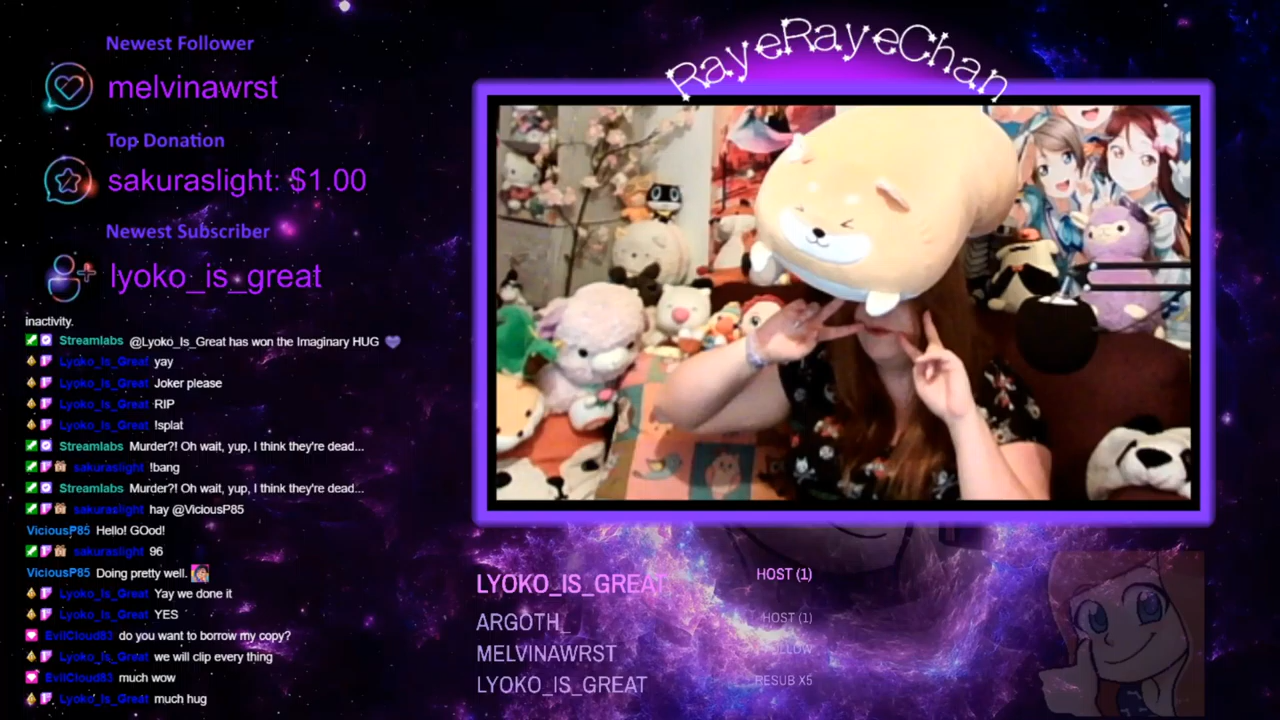 Newest Follower
melvinawrst
Top Donation
sakuraslight: $1.00
Newest Subscriber
lyoko_is_great
RayeRayeChan
inactivity.
Streamlabs @Lyoko_Is_Great has won the Imaginary HUG
Lyoko_Is_Great yay
Lyoko_Is_Great Joker please
Lyoko_Is_Great RIP
Lyoko_Is_Great !splat
Streamlabs Murder?! Oh wait, yup, I think they're dead...
sakuraslight !bang
Streamlabs Murder?! Oh wait, yup, I think they're dead...
sakuraslight hay @ViciousP85
ViciousP85 Hello! GOod!
sakuraslight 96
ViciousP85 Doing pretty well.
Lyoko_Is_Great Yay we done it
Lyoko_Is_Great YES
EvilCloud83 do you want to borrow my copy?
Lyoko_Is_Great we will clip every thing
EvilCloud83 much wow
Lyoko_Is_Great much hug
LYOKO_IS_GREAT HOST (1)
ARGOTH_ HOST (1)
MELVINAWRST FOLLOW
LYOKO_IS_GREAT RESUB X5